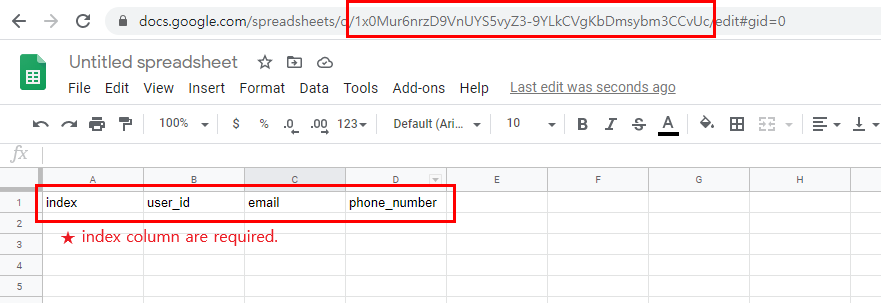 docs.google.com/spreadsheets/d/1x0Mur6nrzD9VnUYS5vyZ3-9YLkCVgKbDmsybm3CCvUc/edit#gid=0
Untitled spreadsheet
File Edit View Insert Format Data Tools Add-ons Help Last edit was seconds ago
100% $ % .0 .00 123 Default (Ari... 10 B I S A
fx
A B C D E F G H
1 index user_id email phone_number
2
★ index column are required.
3
4
5